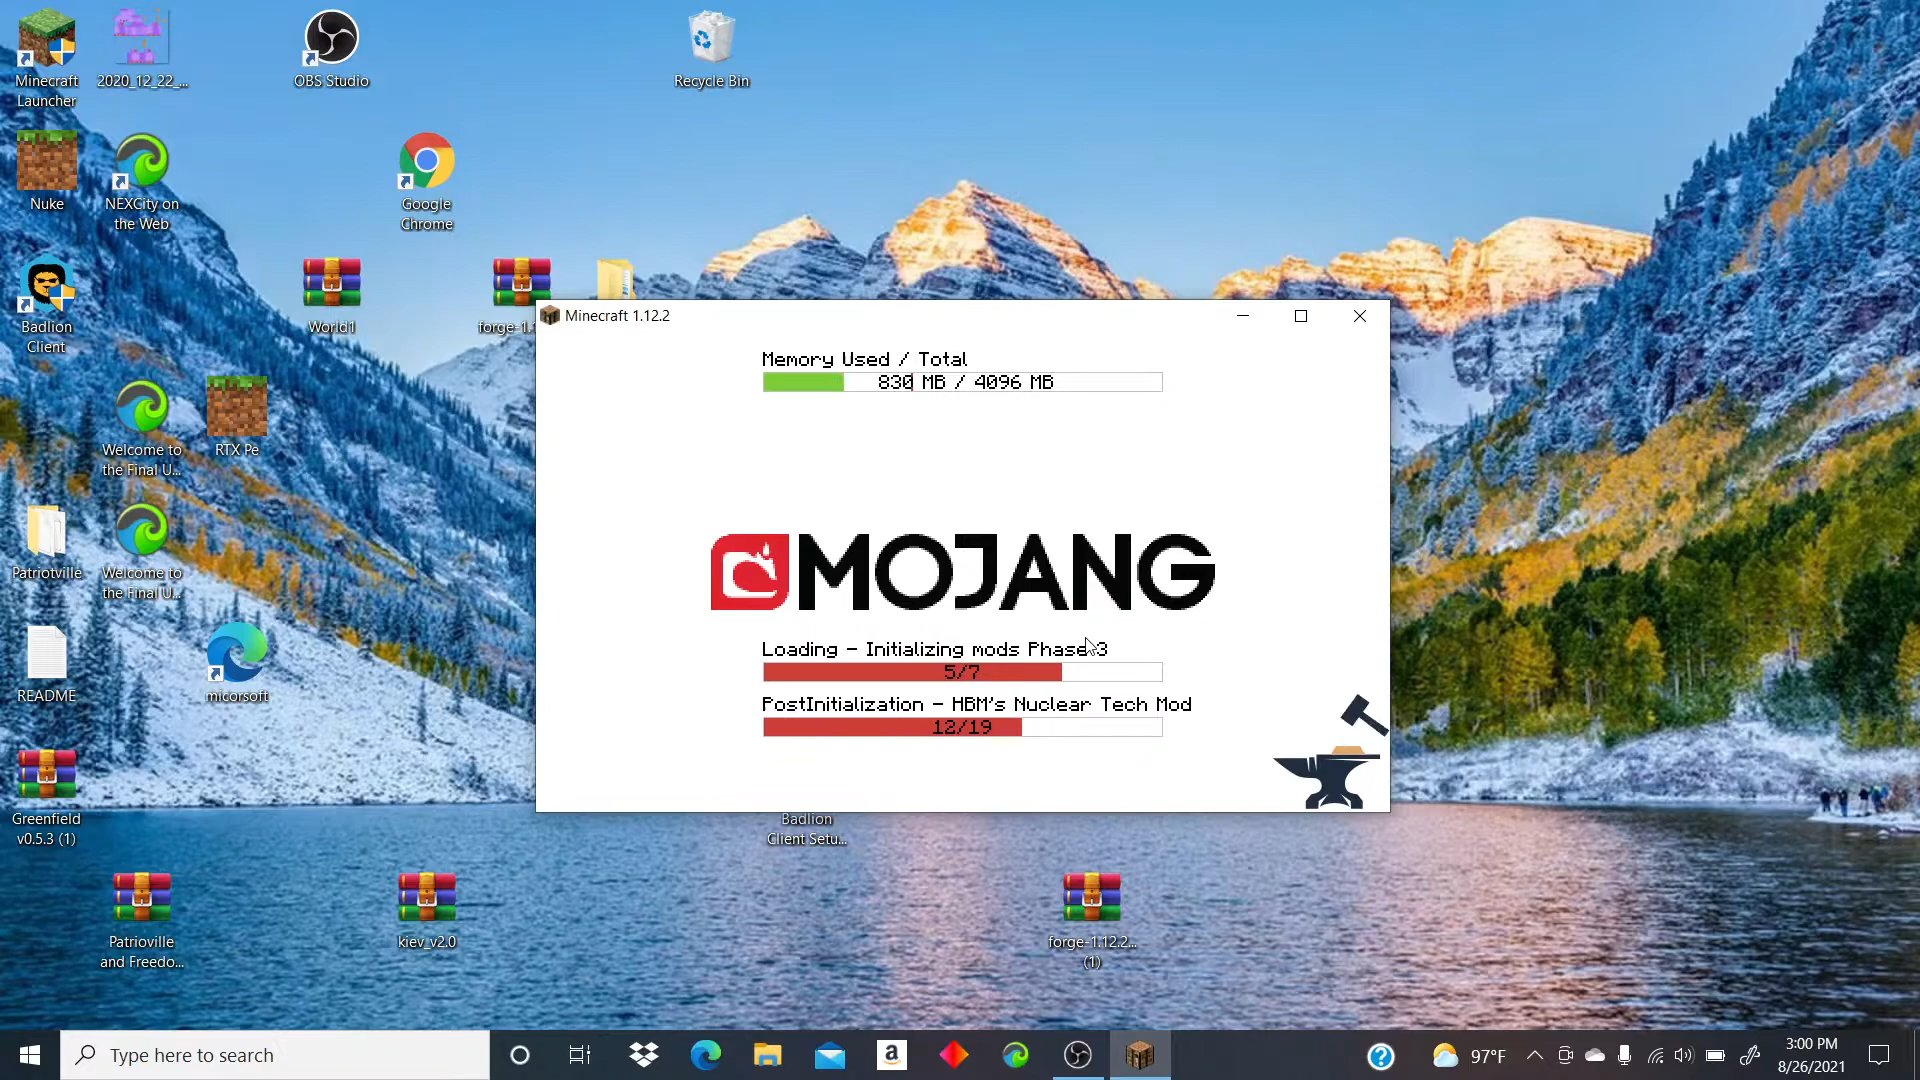 Minecraft
Launcher
2020_12_22_...
OBS Studio
Recycle Bin
Nuke
NEXCity on
the Web
Google
Chrome
Badlion
Client
World1
forge-1.1
Minecraft 1.12.2
Memory Used / Total
830 MB / 4096 MB
Welcome to
the Final U...
RTX Pe
MOJANG
Patriotville
Welcome to
the Final U...
Loading - Initializing mods Phase 3
5/7
PostInitialization - HBM's Nuclear Tech Mod
12/19
README
micorsoft
Greenfield
v0.5.3 (1)
Badlion
Client Setu...
Patrioville
and Freedo...
kiev_v2.0
forge-1.12.2...
(1)
Type here to search
a
97°F
3:00 PM
8/26/2021